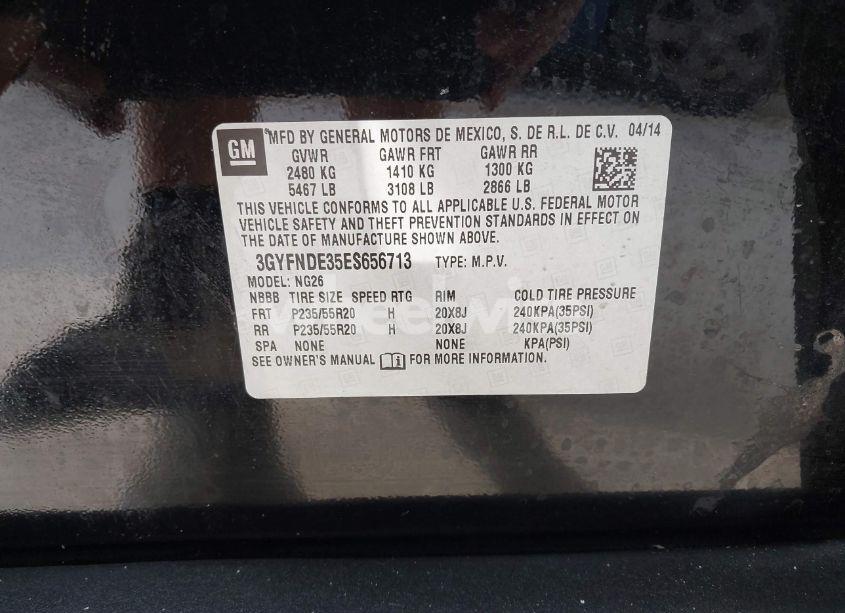 GM
MFD BY GENERAL MOTORS DE MEXICO, S. DE R.L. DE C.V. 04/14
GVWR GAWR FRT GAWR RR
2480 KG 1410 KG 1300 KG
5467 LB 3108 LB 2866 LB
THIS VEHICLE CONFORMS TO ALL APPLICABLE U.S. FEDERAL MOTOR
VEHICLE SAFETY AND THEFT PREVENTION STANDARDS IN EFFECT ON
THE DATE OF MANUFACTURE SHOWN ABOVE.
3GYFNDE35ES656713 TYPE: M.P.V.
MODEL: NG26
NBBB TIRE SIZE SPEED RTG RIM COLD TIRE PRESSURE
FRT P235/55R20 H 20X8J 240KPA(35PSI)
RR P235/55R20 H 20X8J 240KPA(35PSI)
SPA NONE NONE KPA(PSI)
SEE OWNER'S MANUAL FOR MORE INFORMATION.